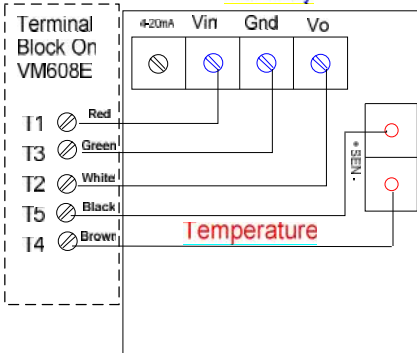 Terminal
Block On
VM608E
4-20mA Vin Gnd Vo
T1 Red
T3 Green
T2 White
T5 Black
T4 Brown
+ SEN -
Temperature